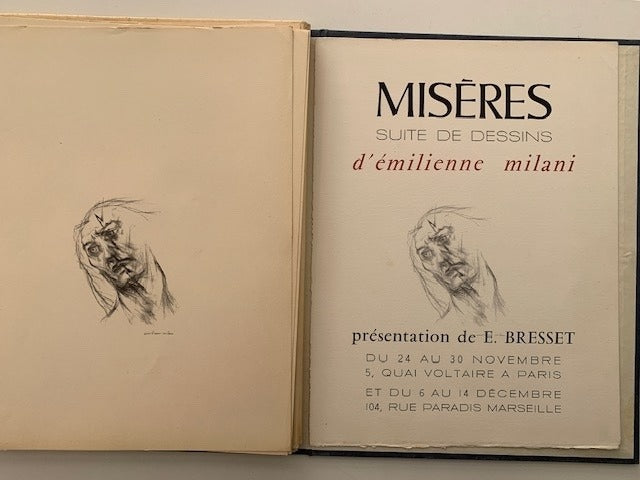 MISÈRES
SUITE DE DESSINS
d'émilienne milani
présentation de E. BRESSET
DU 24 AU 30 NOVEMBRE
5, QUAI VOLTAIRE A PARIS
ET DU 6 AU 14 DÉCEMBRE
104, RUE PARADIS MARSEILLE